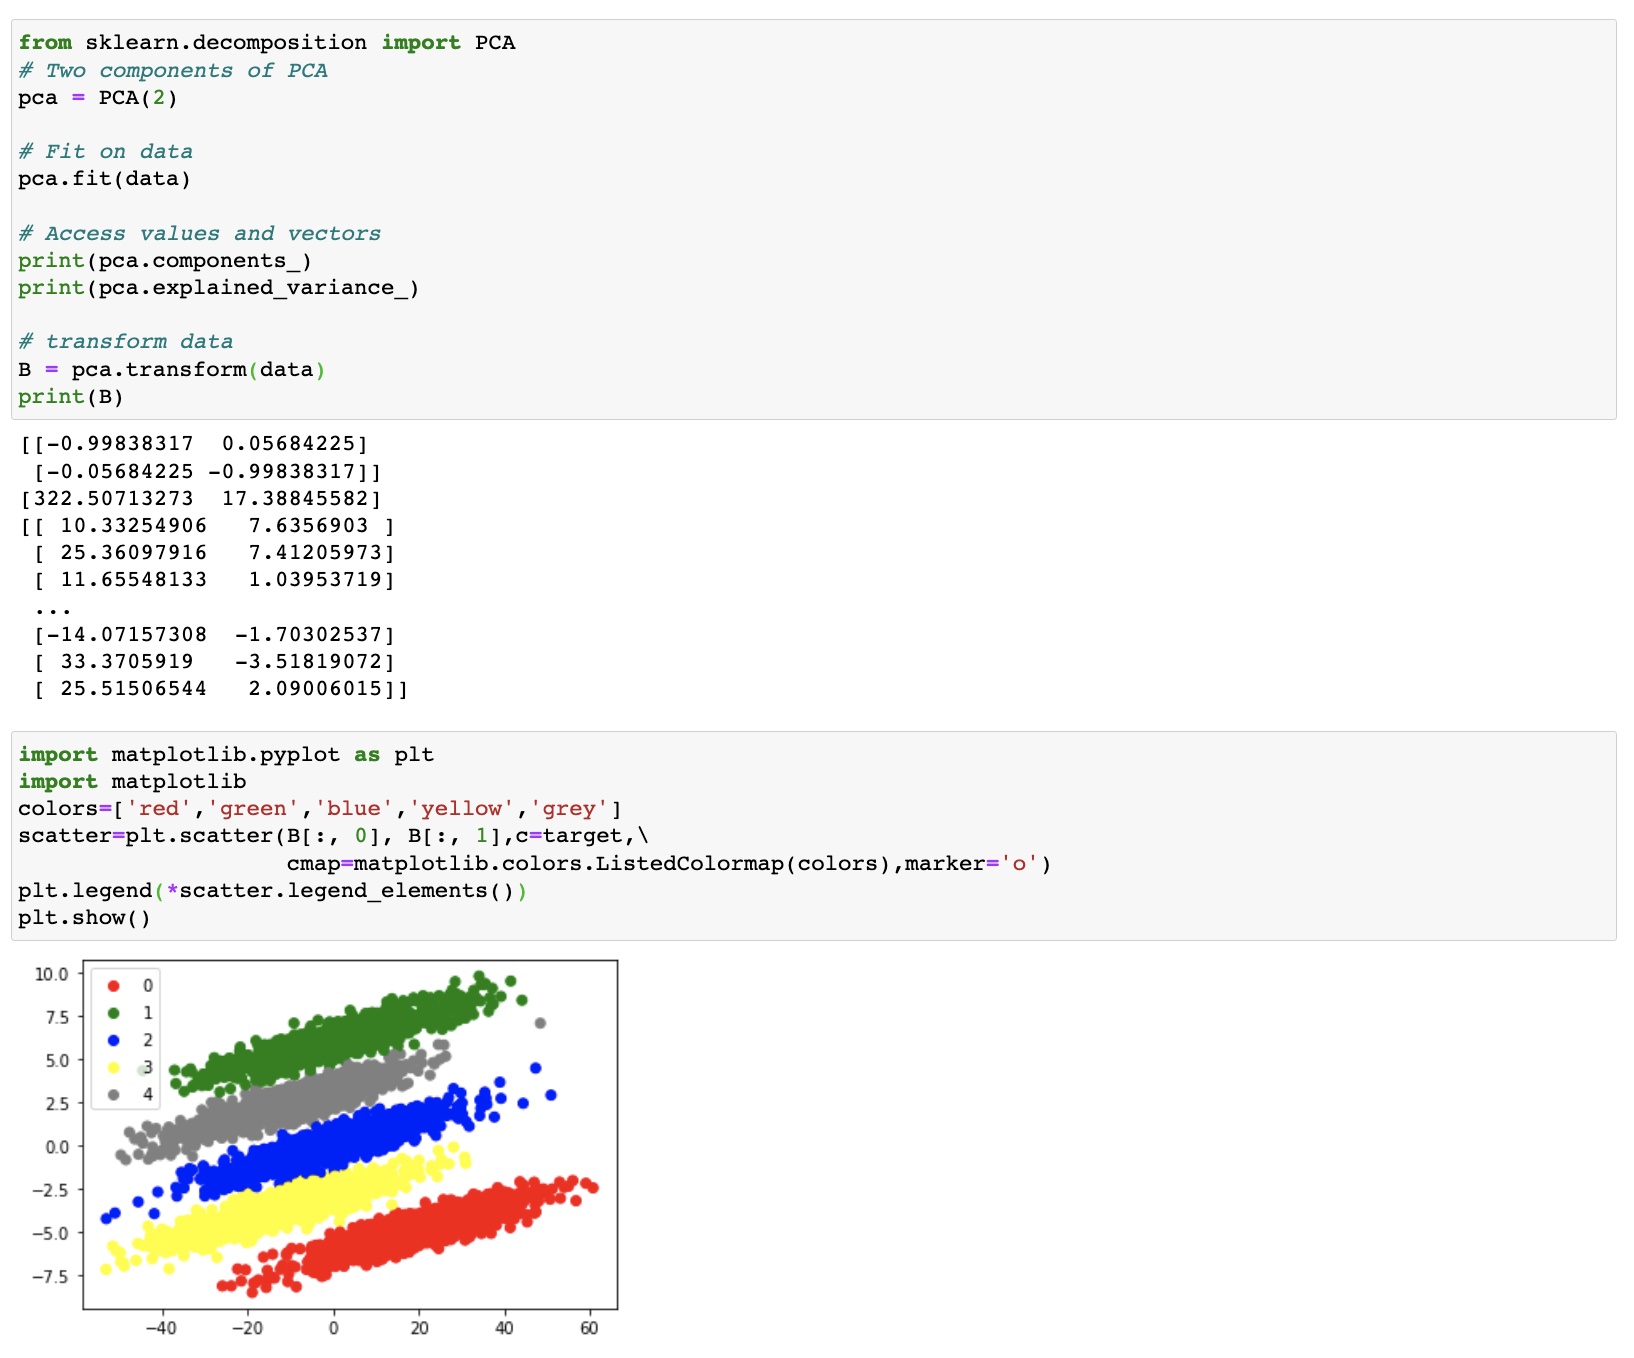 from sklearn.decomposition import PCA
# Two components of PCA
pca = PCA(2)
# Fit on data
pca.fit(data)
# Access values and vectors
print(pca.components_)
print(pca.explained_variance_)
# transform data
B = pca.transform(data)
print(B)
[[-0.99838317  0.05684225]
 [-0.05684225 -0.99838317]]
[322.50713273  17.38845582]
[[ 10.33254906   7.6356903 ]
 [ 25.36097916   7.41205973]
 [ 11.65548133   1.03953719]
 ...
 [-14.07157308  -1.70302537]
 [ 33.3705919   -3.51819072]
 [ 25.51506544   2.09006015]]
import matplotlib.pyplot as plt
import matplotlib
colors=['red','green','blue','yellow','grey']
scatter=plt.scatter(B[:, 0], B[:, 1],c=target,\
                    cmap=matplotlib.colors.ListedColormap(colors),marker='o')
plt.legend(*scatter.legend_elements())
plt.show()
10.0
7.5
5.0
2.5
0.0
−2.5
−5.0
−7.5
0
1
2
3
4
−40 −20 0 20 40 60